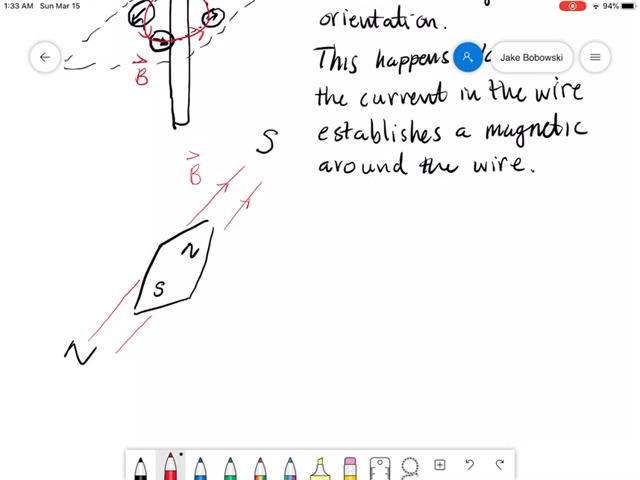 1:33 AM Sun Mar 15
94%
orientation.
This happens
Jake Bobowski
the current in the wire
establishes a magnetic
around the wire.
B
S
B
N
S
N